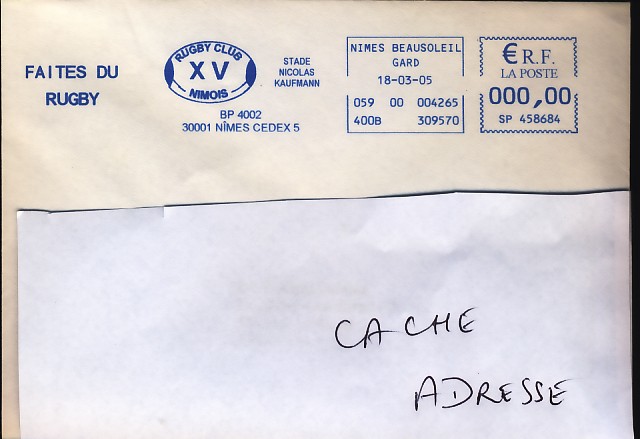 FAITES DU
RUGBY
RUGBY CLUB
XV
NIMOIS
BP 4002
30001 NÎMES CEDEX 5
STADE
NICOLAS
KAUFMANN
NIMES BEAUSOLEIL
GARD
18-03-05
059 00 004265
400B 309570
€ R.F.
LA POSTE
000,00
SP 458684
CACHE
ADRESSE